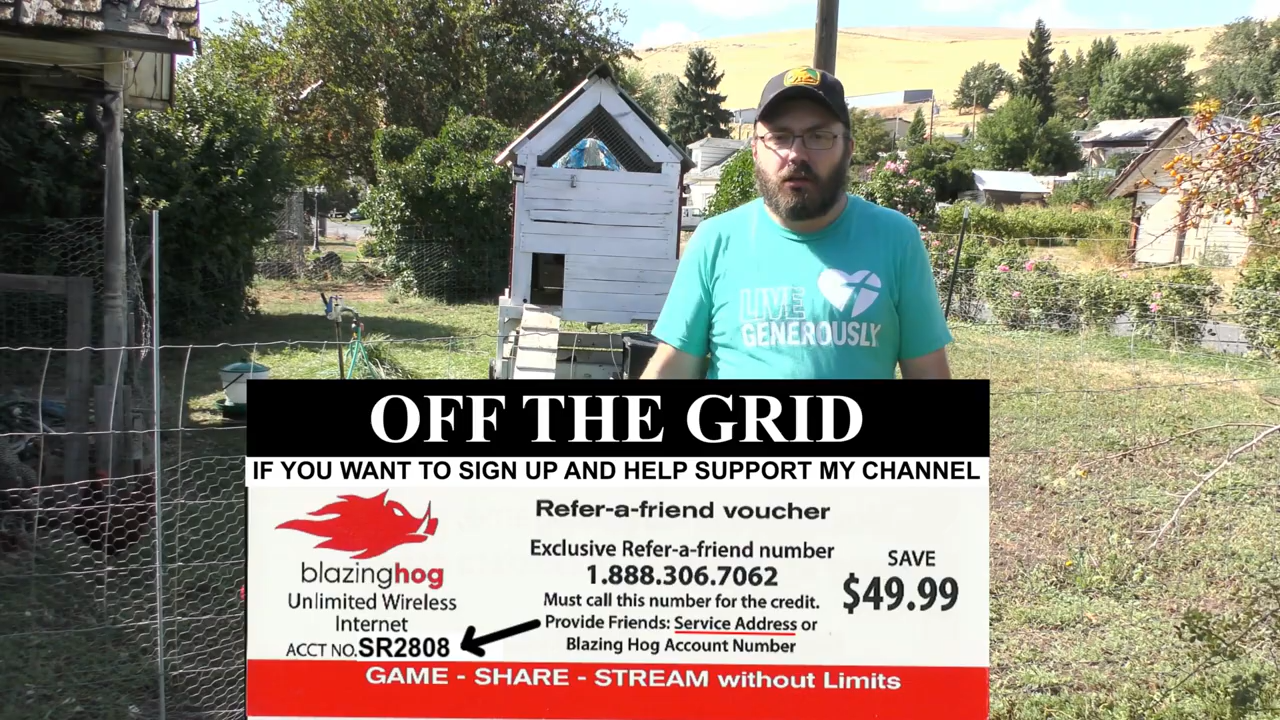 LIVE
GENEROUSLY
OFF THE GRID
IF YOU WANT TO SIGN UP AND HELP SUPPORT MY CHANNEL
blazinghog
Unlimited Wireless
Internet
ACCT NO.SR2808
Refer-a-friend voucher
Exclusive Refer-a-friend number
1.888.306.7062
Must call this number for the credit.
Provide Friends: Service Address or
Blazing Hog Account Number
SAVE
$49.99
GAME - SHARE - STREAM without Limits